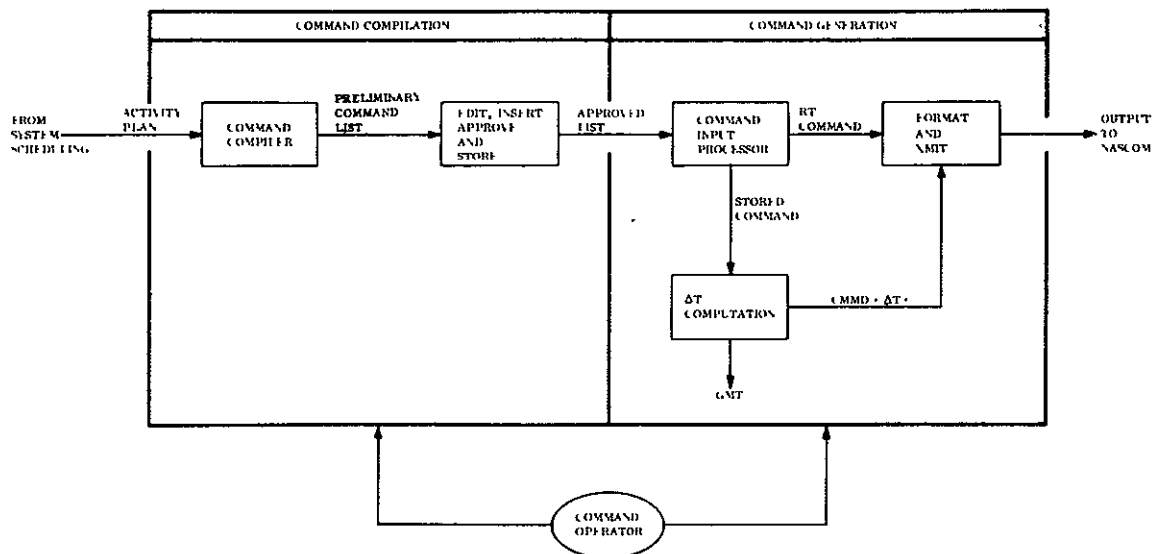 COMMAND COMPILATION
COMMAND GENERATION
FROM
SYSTEM
SCHEDULING
ACTIVITY
PLAN
COMMAND
COMPILER
PRELIMINARY
COMMAND
LIST
EDIT, INSERT
APPROVE
AND
STORE
APPROVED
LIST
COMMAND
INPUT
PROCESSOR
RT
COMMAND
FORMAT
AND
XMIT
OUTPUT
TO
NASCOM
STORED
COMMAND
ΔT
COMPUTATION
CMMD + ΔT
GMT
COMMAND
OPERATOR